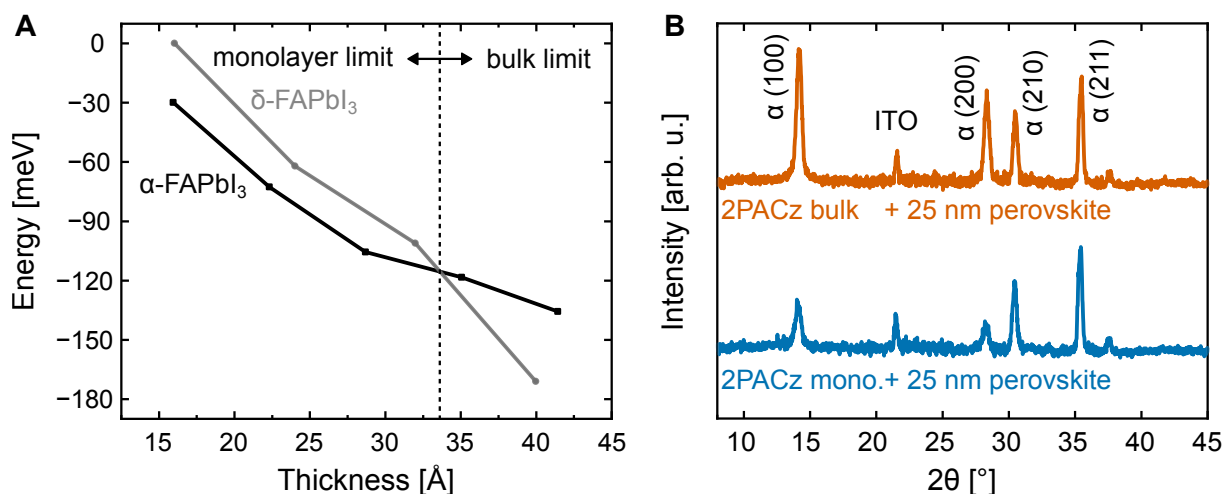 A
0
−30
−60
−90
−120
−150
−180
Energy [meV]
monolayer limit
bulk limit
δ-FAPbI₃
α-FAPbI₃
15
20
25
30
35
40
45
Thickness [Å]
B
Intensity [arb. u.]
α (100)
ITO
α (200)
α (210)
α (211)
2PACz bulk + 25 nm perovskite
2PACz mono. + 25 nm perovskite
10
15
20
25
30
35
40
45
2θ [°]